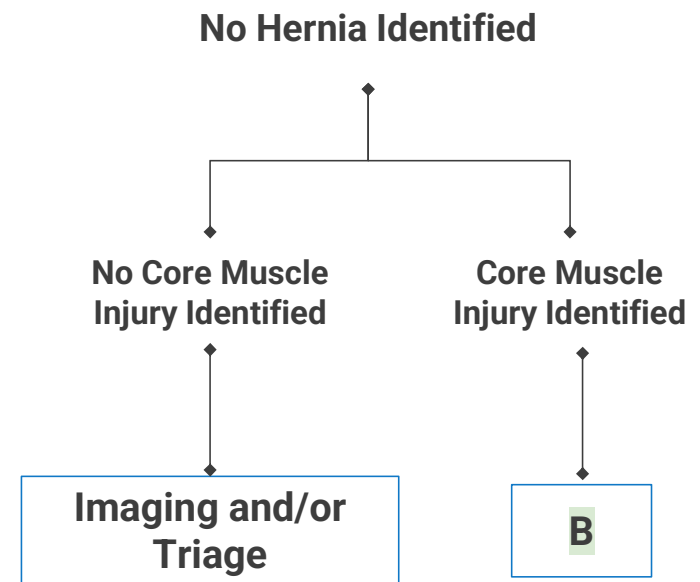 No Hernia Identified
No Core Muscle
Injury Identified
Core Muscle
Injury Identified
Imaging and/or
Triage
B